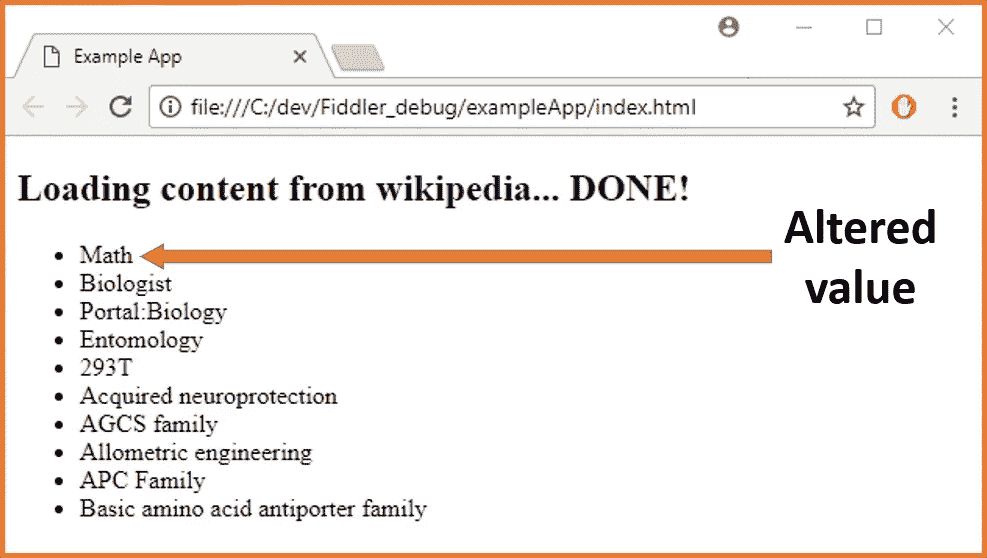 Example App
file:///C:/dev/Fiddler_debug/exampleApp/index.html
Loading content from wikipedia... DONE!
Altered
value
Math
Biologist
Portal:Biology
Entomology
293T
Acquired neuroprotection
AGCS family
Allometric engineering
APC Family
Basic amino acid antiporter family